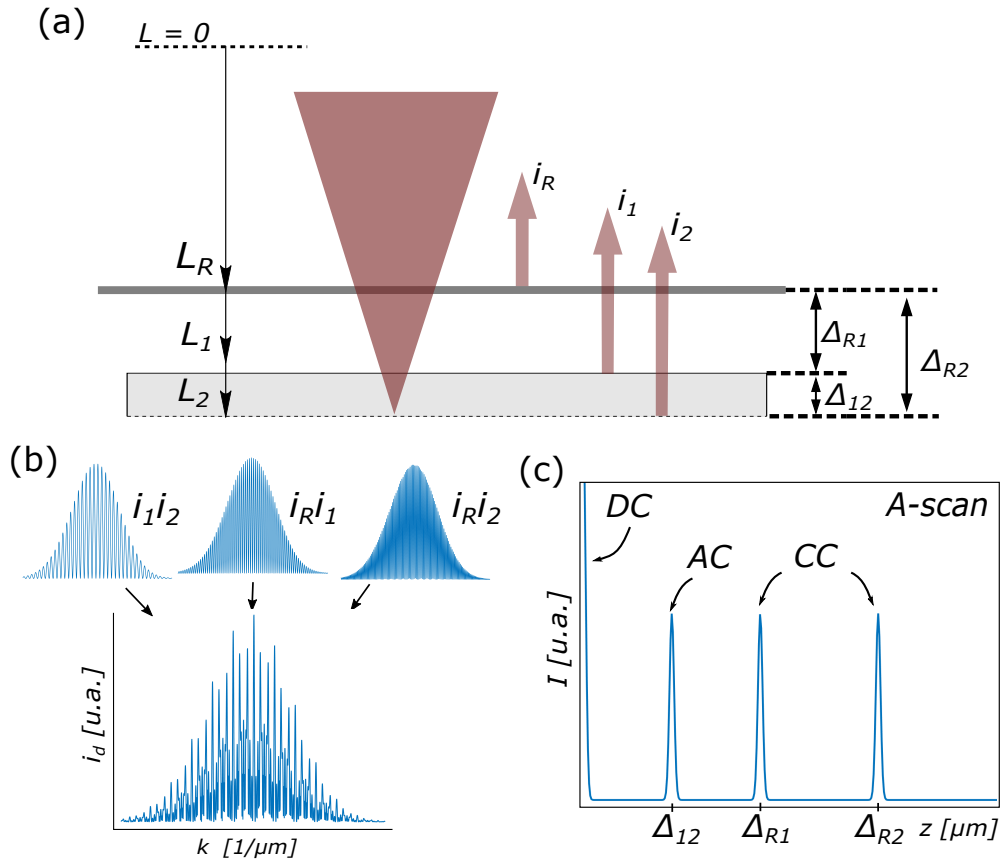 (a)
L = 0
i_R
i_1
i_2
L_R
L_1
L_2
Δ_R1
Δ_R2
Δ_12
(b)
i_1i_2
i_Ri_1
i_Ri_2
i_d [u.a.]
k [1/μm]
(c)
DC
A-scan
AC
CC
I [u.a.]
Δ_12
Δ_R1
Δ_R2
z [μm]